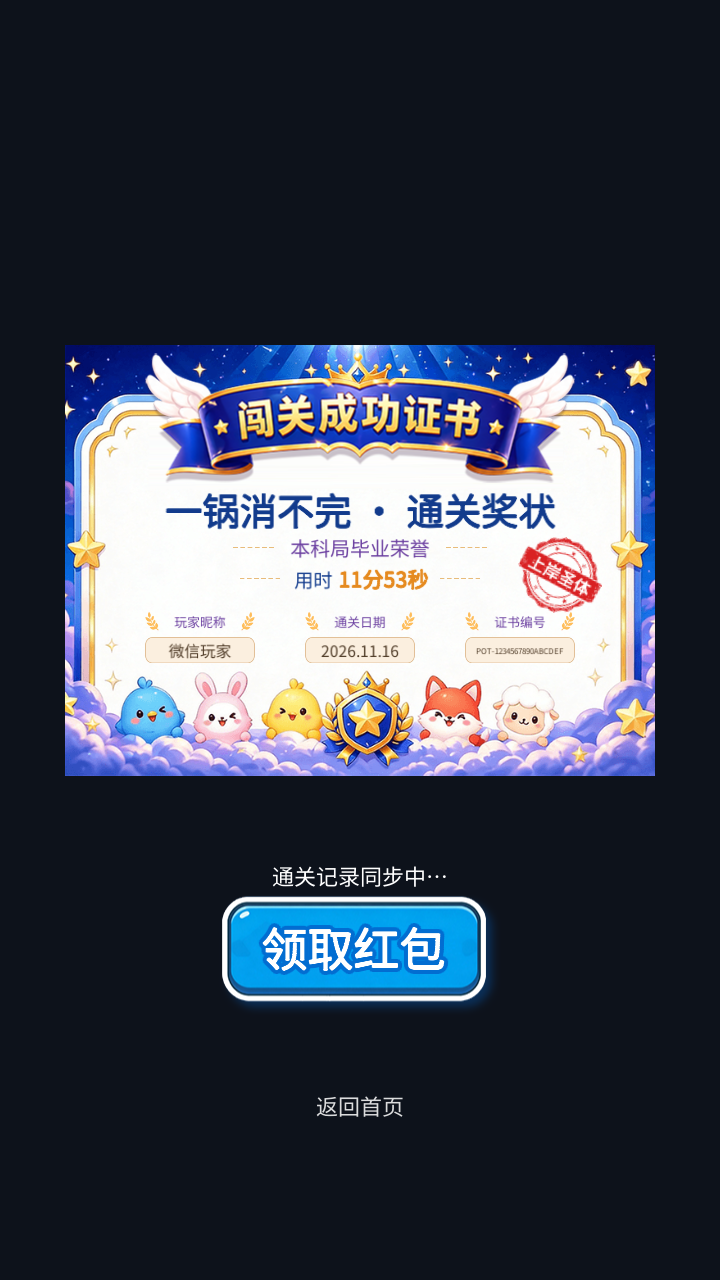 闯关成功证书
一锅消不完 · 通关奖状
本科局毕业荣誉
用时 11分53秒
上岸圣体
玩家昵称 通关日期 证书编号
微信玩家 2026.11.16 POT-1234567890ABCDEF
通关记录同步中…
领取红包
返回首页